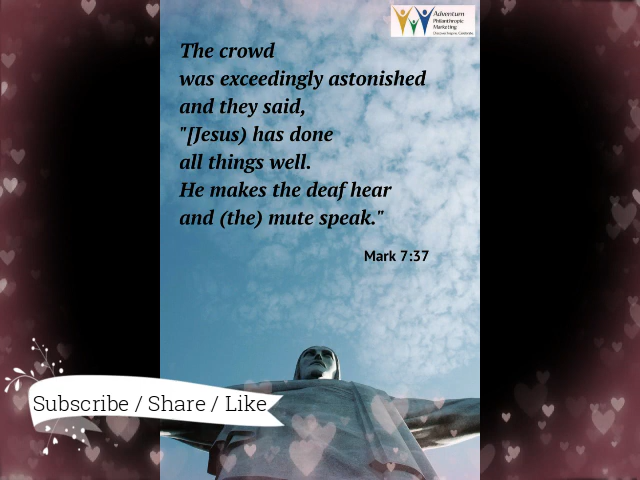 Adventum
Philanthropic
Marketing
The crowd
was exceedingly astonished
and they said,
"[Jesus) has done
all things well.
He makes the deaf hear
and (the) mute speak."
Mark 7:37
Subscribe / Share / Like